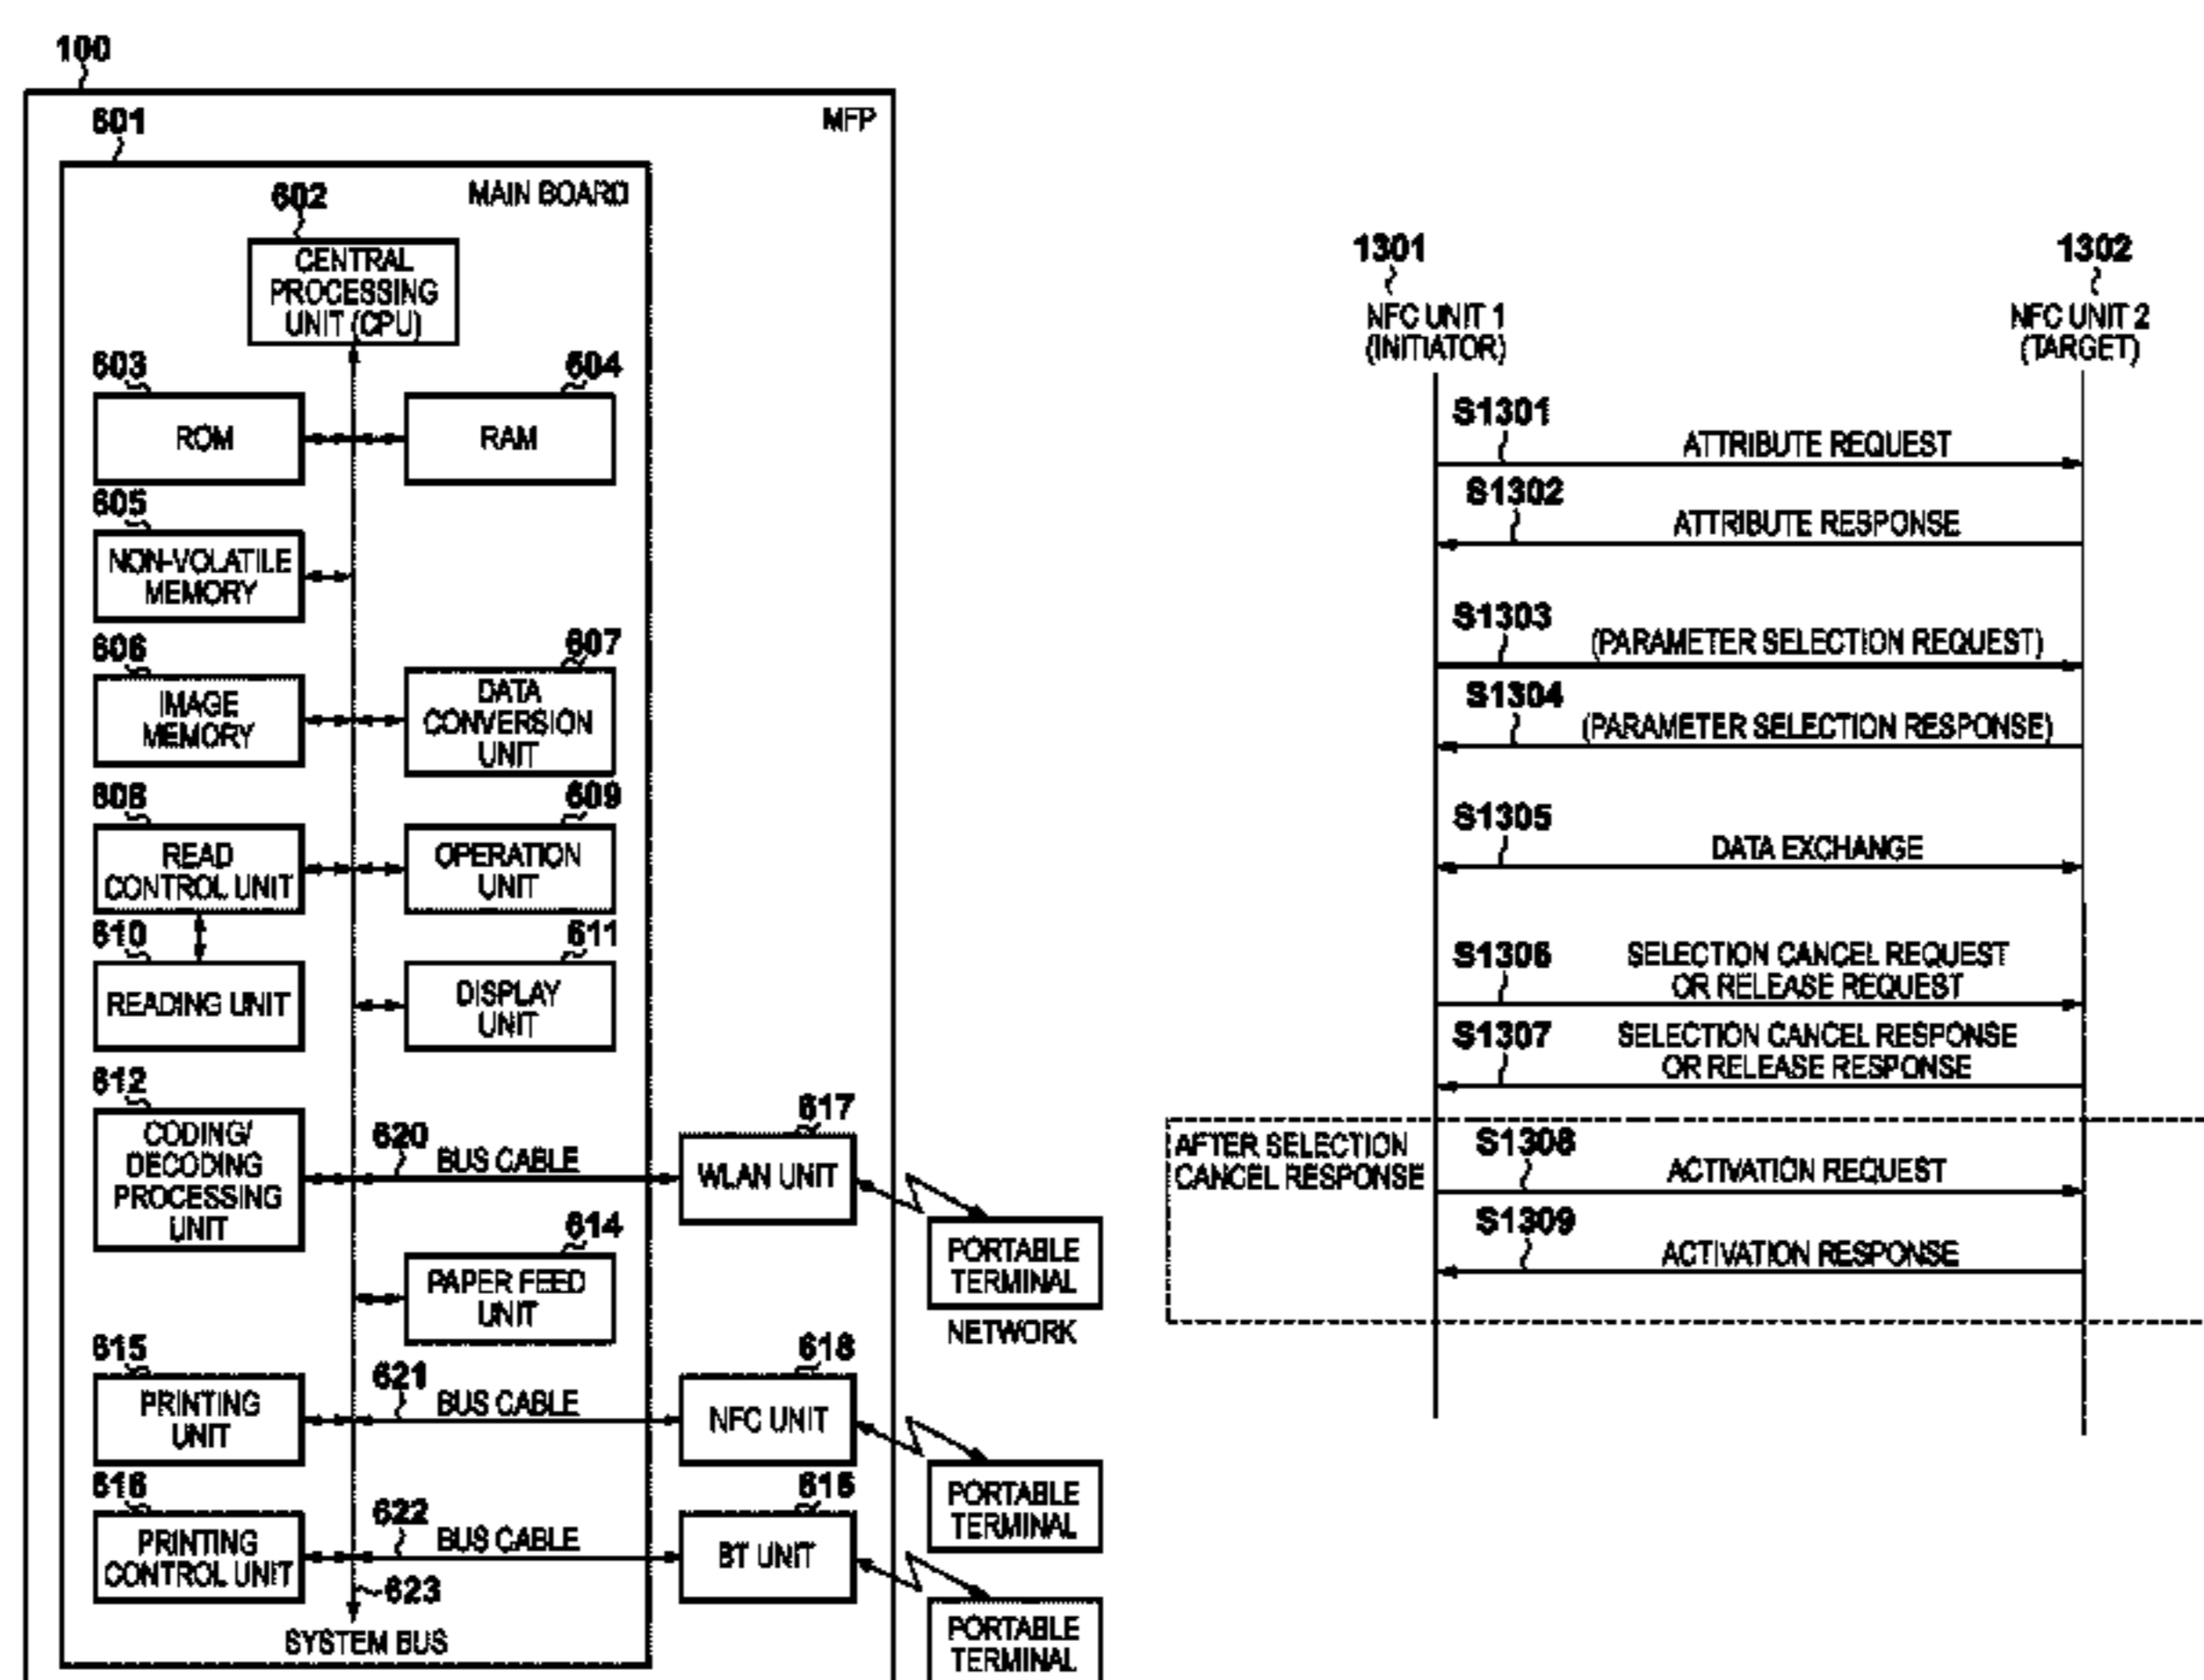 100
MFP
601
MAIN BOARD
602
CENTRAL
PROCESSING
UNIT (CPU)
603
604
ROM
RAM
605
NON-VOLATILE
MEMORY
606
607
IMAGE
MEMORY
DATA
CONVERSION
UNIT
608
609
READ
CONTROL UNIT
OPERATION
UNIT
610
611
READING UNIT
DISPLAY
UNIT
612
CODING/
DECODING
PROCESSING
UNIT
620
BUS CABLE
617
WLAN UNIT
614
PAPER FEED
UNIT
PORTABLE
TERMINAL
NETWORK
615
PRINTING
UNIT
621
BUS CABLE
618
NFC UNIT
PORTABLE
TERMINAL
616
PRINTING
CONTROL UNIT
622
BUS CABLE
616
BT UNIT
PORTABLE
TERMINAL
623
SYSTEM BUS
1301
NFC UNIT 1
(INITIATOR)
1302
NFC UNIT 2
(TARGET)
S1301
ATTRIBUTE REQUEST
S1302
ATTRIBUTE RESPONSE
S1303
(PARAMETER SELECTION REQUEST)
S1304
(PARAMETER SELECTION RESPONSE)
S1305
DATA EXCHANGE
S1306
SELECTION CANCEL REQUEST
OR RELEASE REQUEST
S1307
SELECTION CANCEL RESPONSE
OR RELEASE RESPONSE
AFTER SELECTION
CANCEL RESPONSE
S1308
ACTIVATION REQUEST
S1309
ACTIVATION RESPONSE